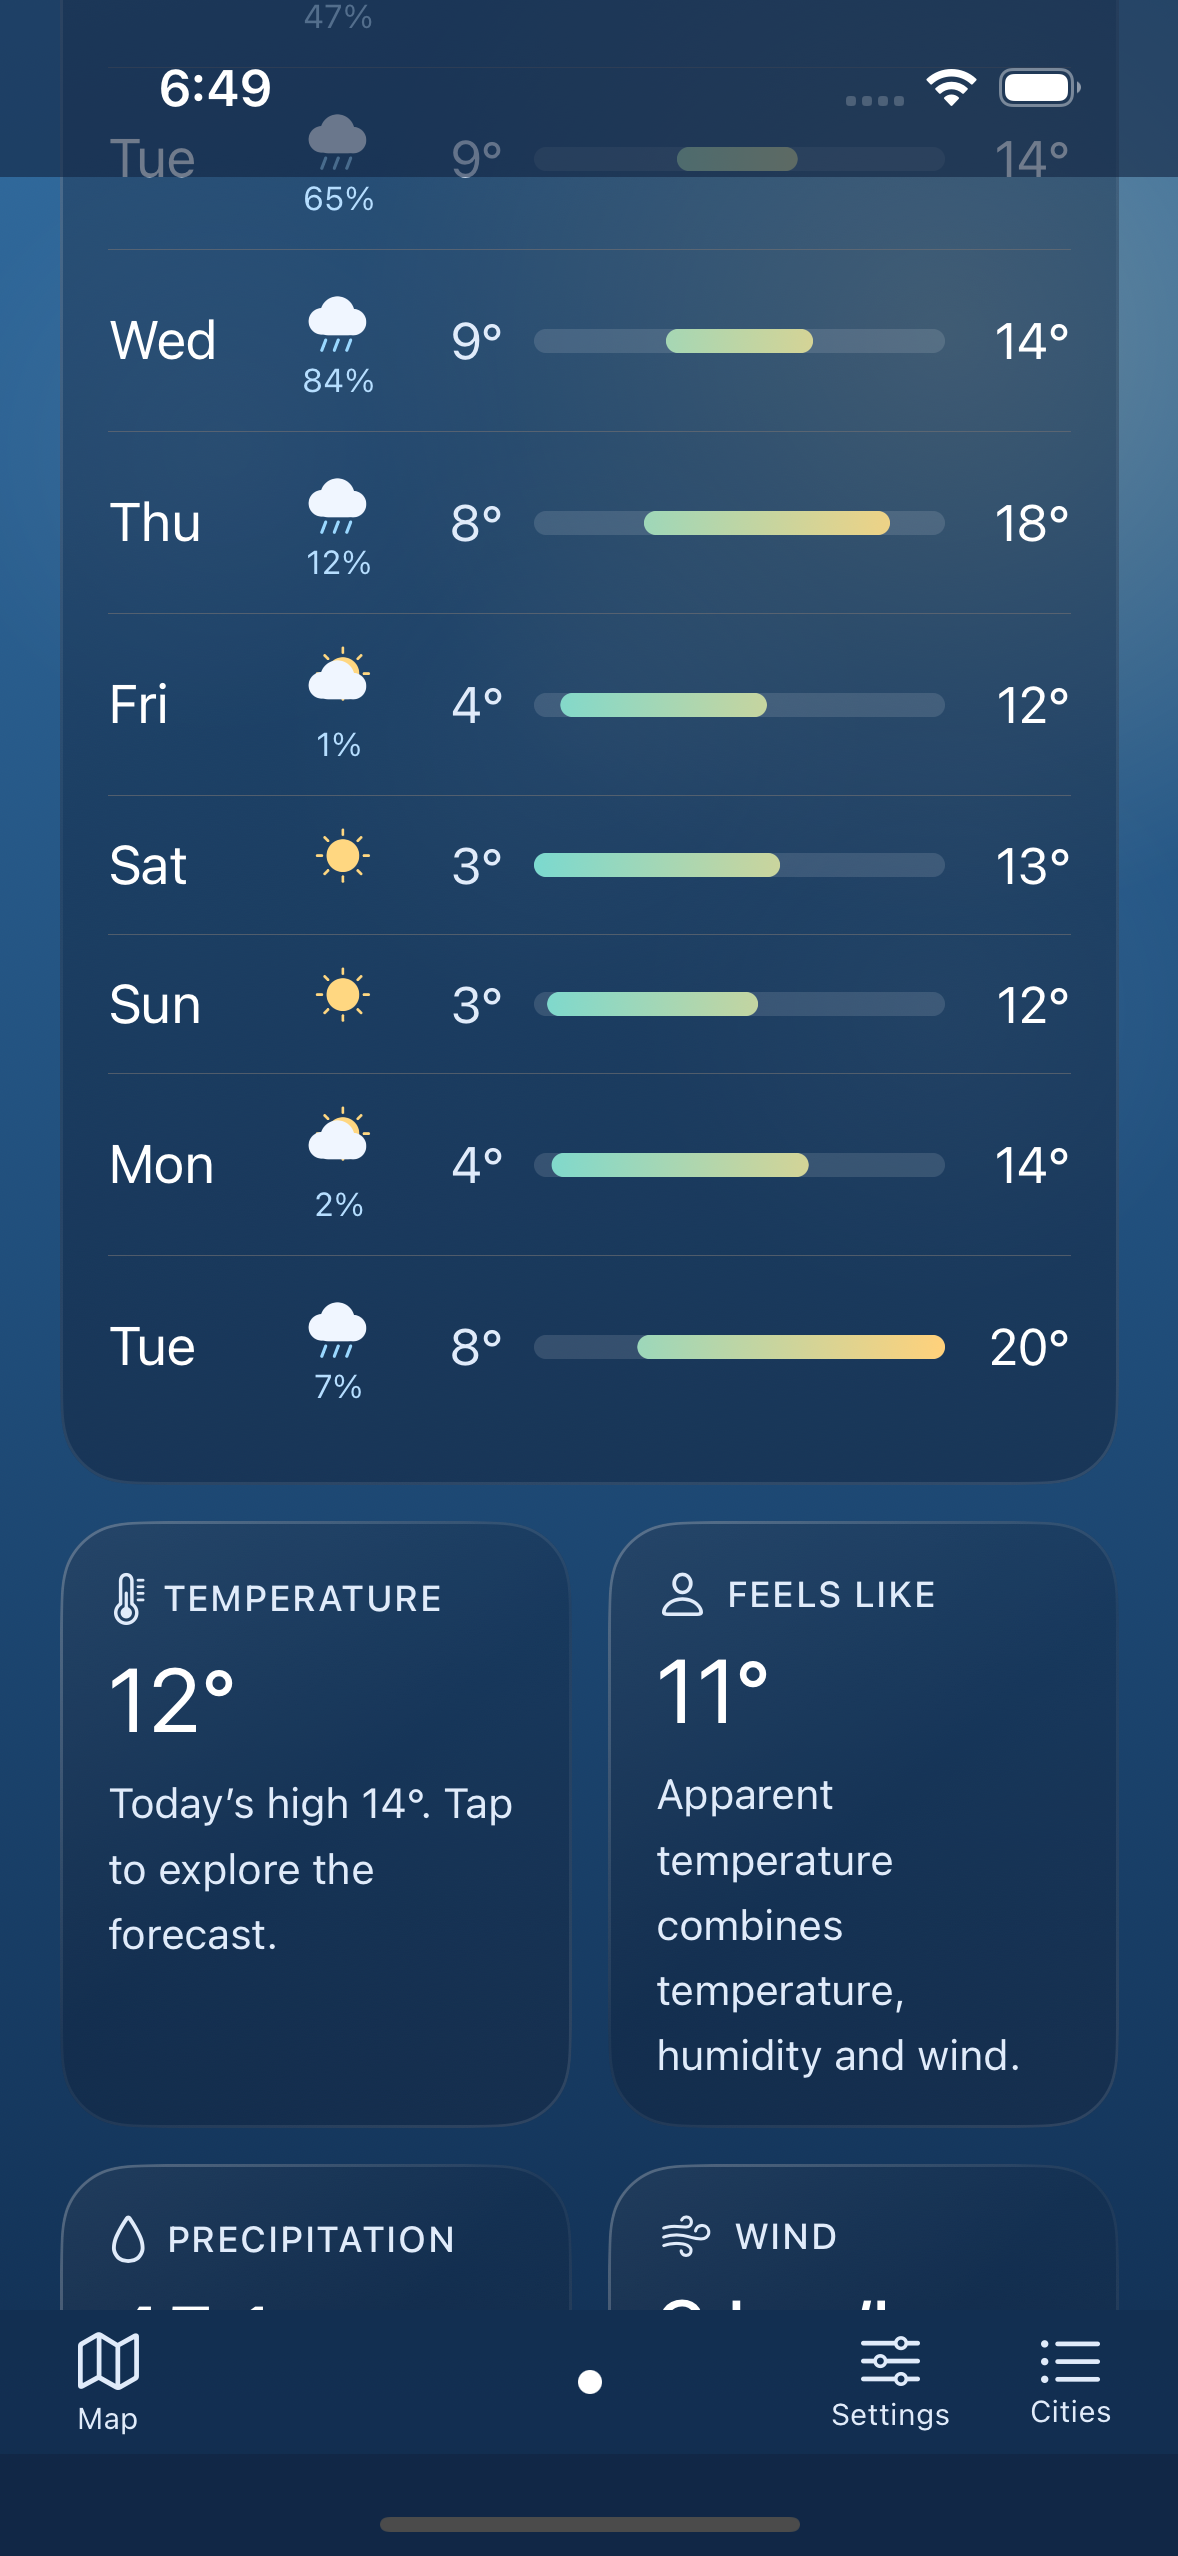 47%
6:49
Tue 9° 14°
65%
Wed 9° 14°
84%
Thu 8° 18°
12%
Fri 4° 12°
1%
Sat 3° 13°
Sun 3° 12°
Mon 4° 14°
2%
Tue 8° 20°
7%
TEMPERATURE
12°
Today’s high 14°. Tap
to explore the
forecast.
FEELS LIKE
11°
Apparent
temperature
combines
temperature,
humidity and wind.
PRECIPITATION
WIND
Map
Settings
Cities